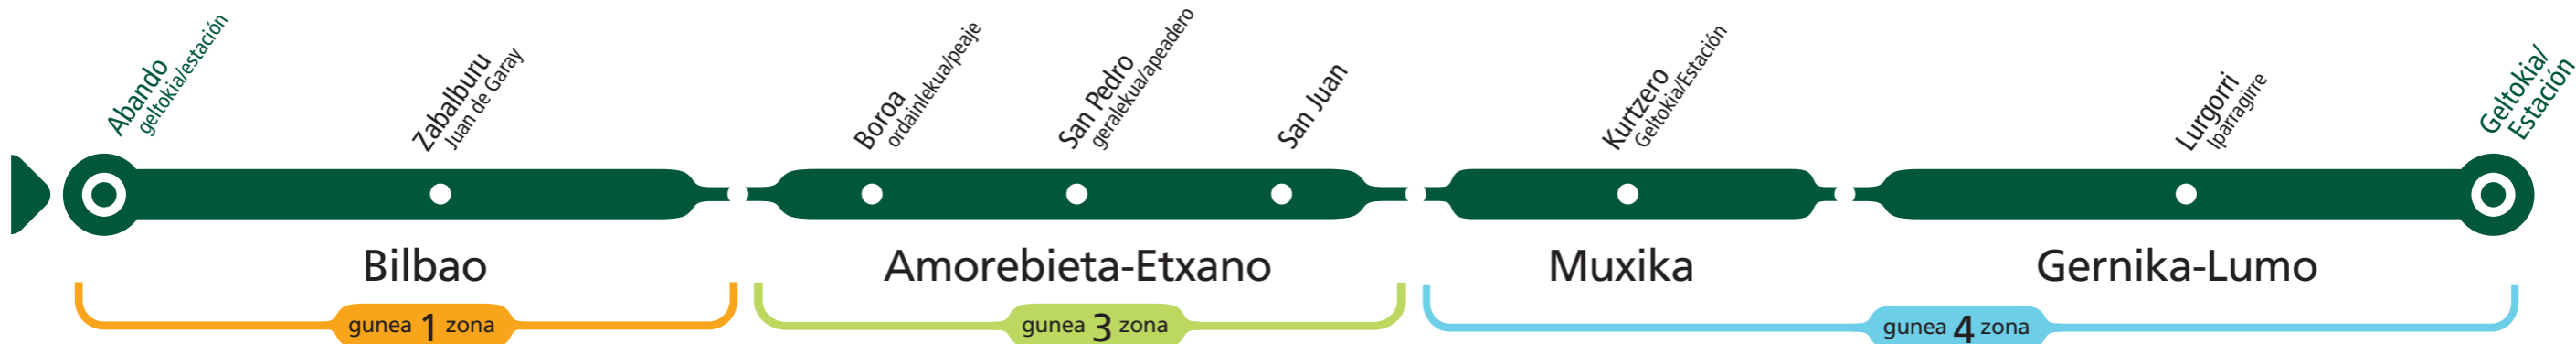 Abando
geltokia/estación
Zabalburu
Juan de Garay
Boroa
ordainlekua/peaje
San Pedro
geralekua/apeadero
San Juan
Kurtzero
Geltokia/Estación
Lurgorri
Iparragirre
Geltokia/
Estación
Bilbao
Amorebieta-Etxano
Muxika
Gernika-Lumo
gunea 1 zona
gunea 3 zona
gunea 4 zona